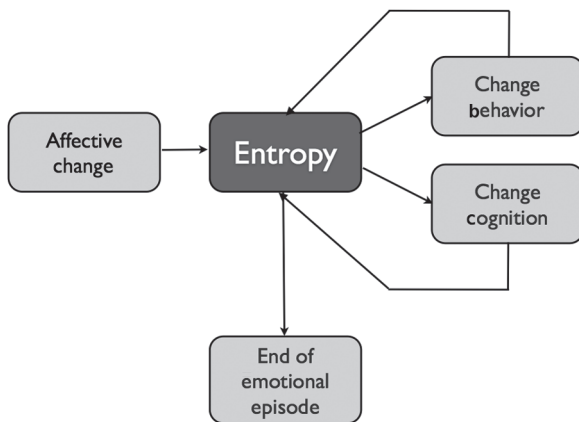 Change
behavior
Affective
change
Entropy
Change
cognition
End of
emotional
episode